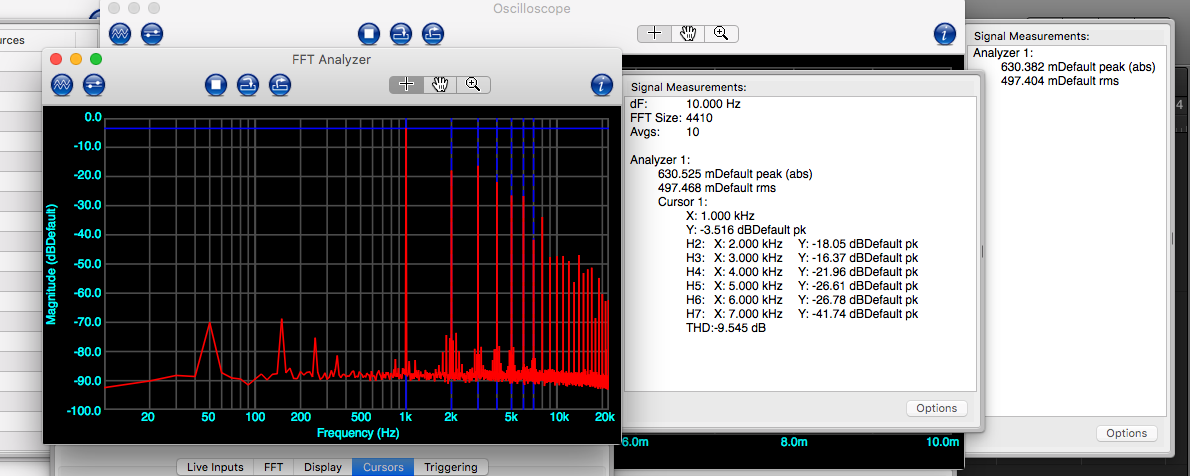 Oscilloscope
urces
FFT Analyzer
i
i
0.0
-10.0
-20.0
-30.0
-40.0
-50.0
-60.0
-70.0
-80.0
-90.0
-100.0
Magnitude (dBDefault)
20 50 100 200 500 1k 2k 5k 10k 20k
Frequency (Hz)
Signal Measurements:
dF: 10.000 Hz
FFT Size: 4410
Avgs: 10
Analyzer 1:
630.525 mDefault peak (abs)
497.468 mDefault rms
Cursor 1:
X: 1.000 kHz
Y: -3.516 dBDefault pk
H2: X: 2.000 kHz Y: -18.05 dBDefault pk
H3: X: 3.000 kHz Y: -16.37 dBDefault pk
H4: X: 4.000 kHz Y: -21.96 dBDefault pk
H5: X: 5.000 kHz Y: -26.61 dBDefault pk
H6: X: 6.000 kHz Y: -26.78 dBDefault pk
H7: X: 7.000 kHz Y: -41.74 dBDefault pk
THD:-9.545 dB
Options
Signal Measurements:
Analyzer 1:
630.382 mDefault peak (abs)
497.404 mDefault rms
Options
4
6.0m 8.0m 10.0m
Live Inputs FFT Display Cursors Triggering